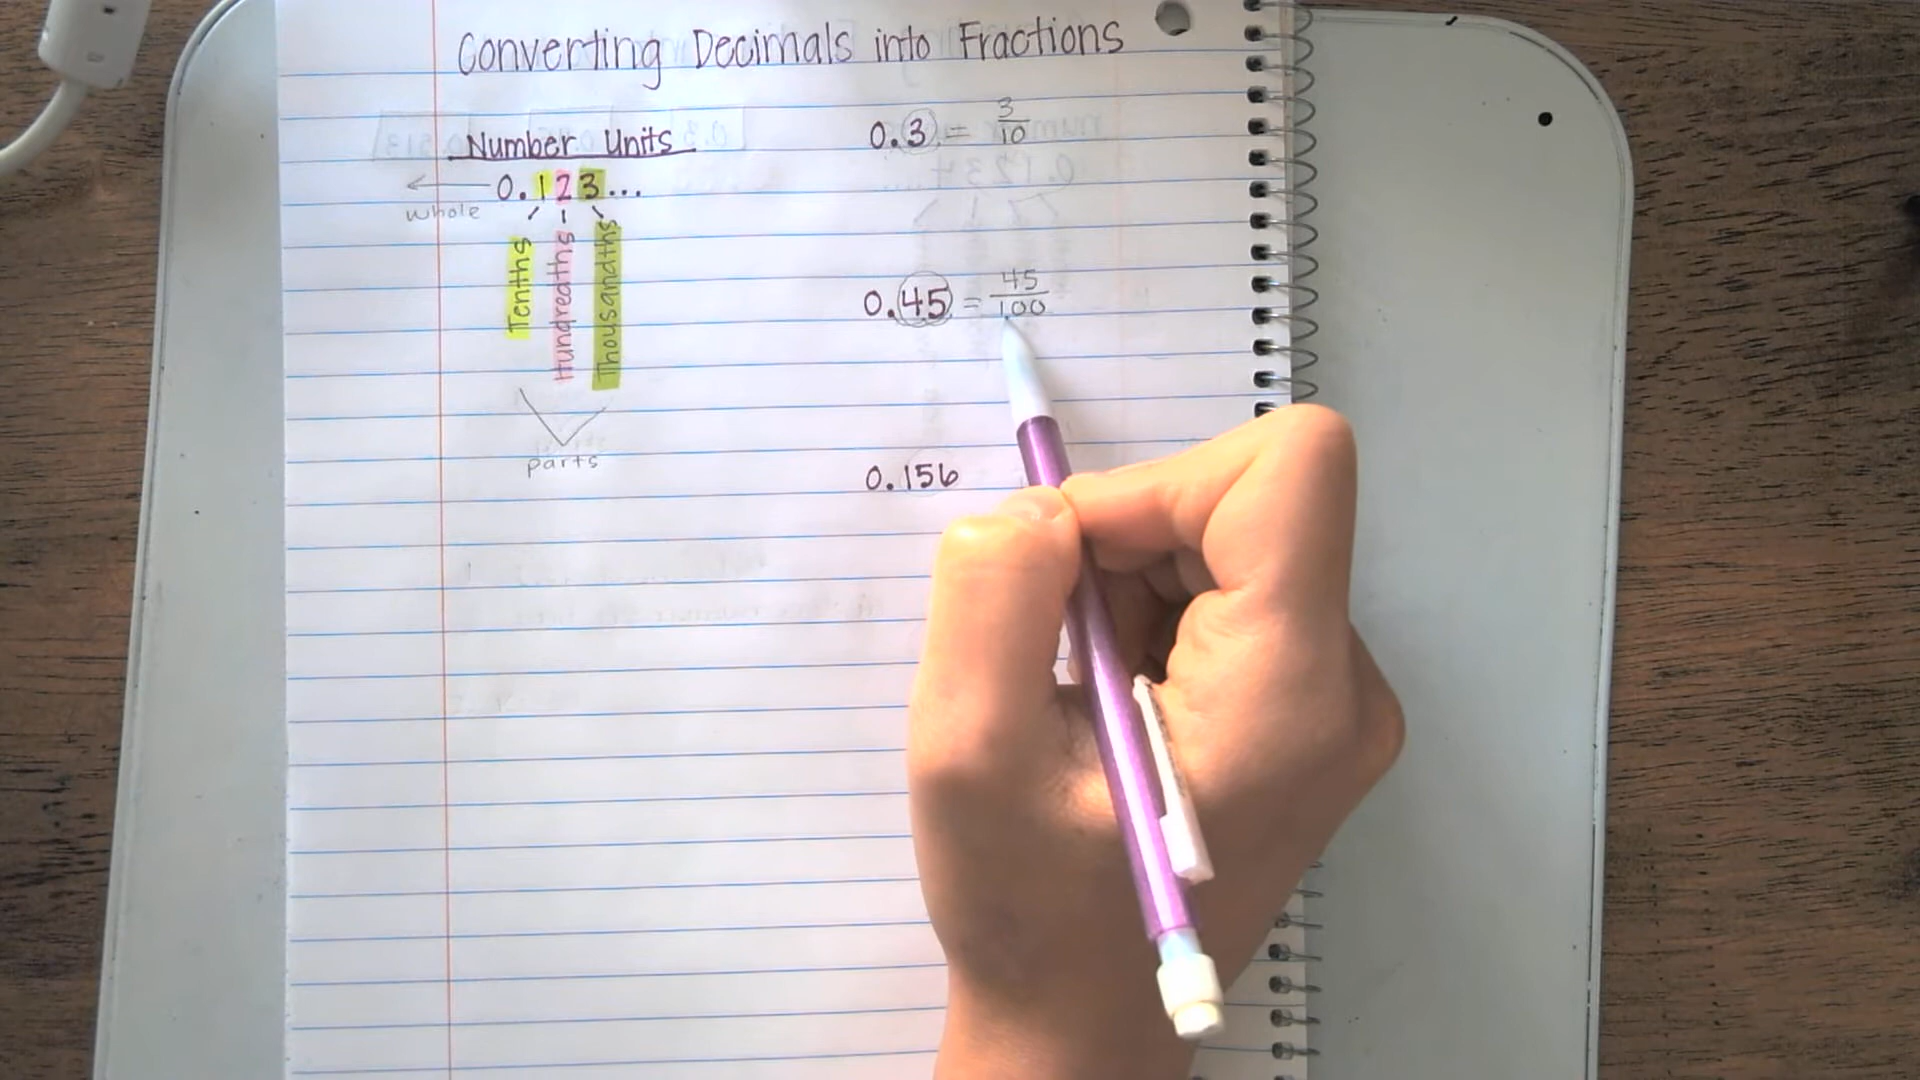 Converting Decimals into Fractions
Number Units
0.123...
whole
Tenths
Hundreaths
Thousandths
parts
0.3 = 3/10
0.45 = 45/100
0.156